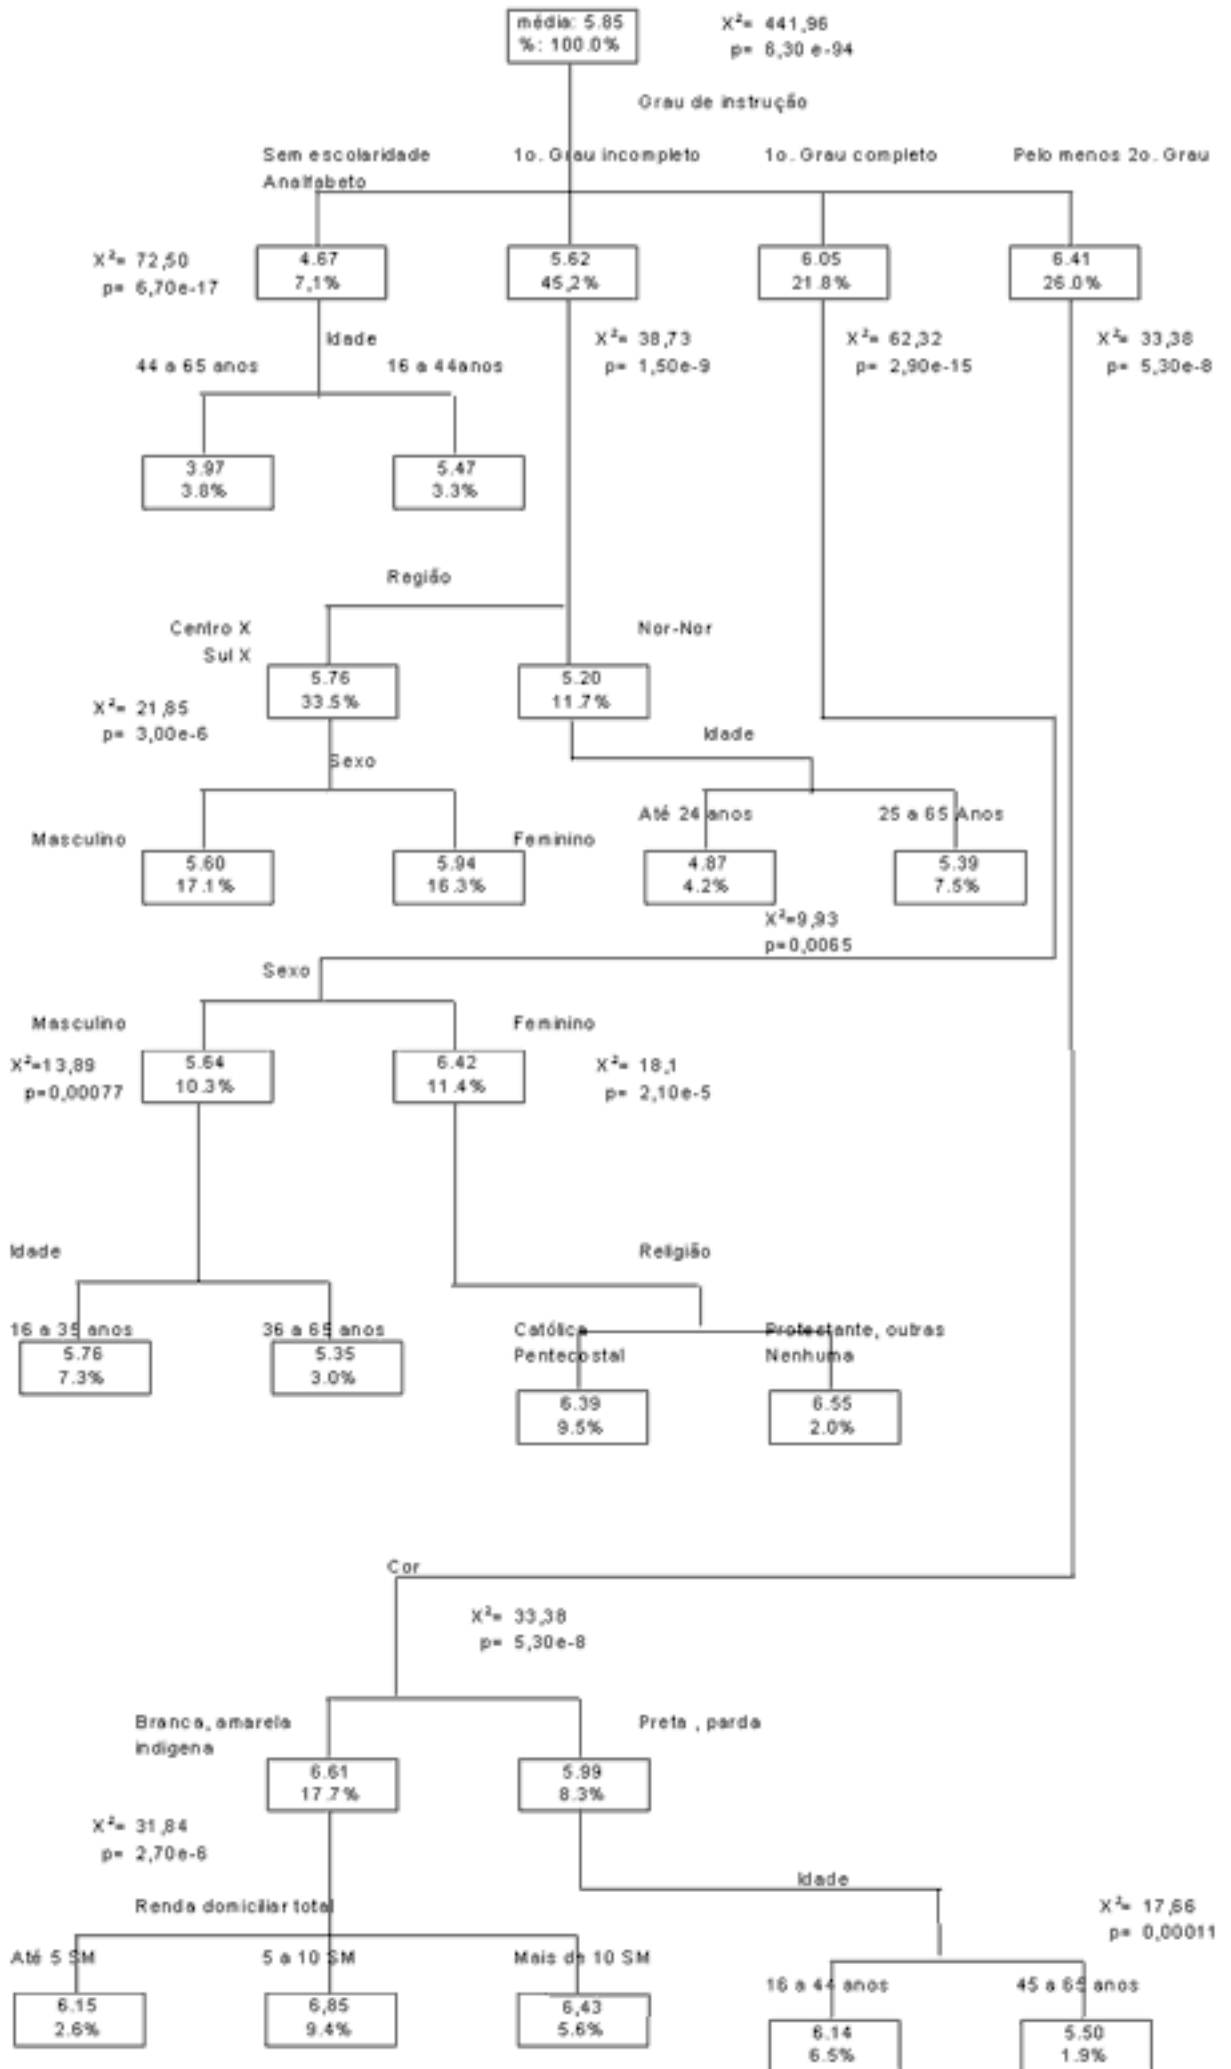 média: 5.85
%: 100.0%
X²= 441,96
p= 6,30 e-94
Grau de instrução
Sem escolaridade
Analfabeto
1o. Grau incompleto
1o. Grau completo
Pelo menos 2o. Grau
X²= 72,50
p= 6,70e-17
4.67
7,1%
5.62
45,2%
6.05
21.8%
6.41
26.0%
Idade
X²= 38,73
p= 1,50e-9
X²= 62,32
p= 2,90e-15
X²= 33,38
p= 5,30e-8
44 a 65 anos
16 a 44anos
3.97
3.8%
5.47
3.3%
Região
Centro X
Sul X
Nor-Nor
5.76
33.5%
5.20
11.7%
X²= 21,85
p= 3,00e-6
Sexo
Idade
Masculino
Feminino
Até 24 anos
25 a 65 Anos
5.60
17.1%
5.94
16.3%
4.87
4.2%
5.39
7.5%
X²=9,93
p=0,0065
Sexo
Masculino
Feminino
X²=13,89
p=0,00077
5.64
10.3%
6.42
11.4%
X²= 18,1
p= 2,10e-5
Idade
Religião
16 a 35 anos
36 a 65 anos
Católica
Pentecostal
Protestante, outras
Nenhuma
5.76
7.3%
5.35
3.0%
6.39
9.5%
6.55
2.0%
Cor
X²= 33,38
p= 5,30e-8
Branca, amarela
indigena
Preta , parda
6.61
17.7%
5.99
8.3%
X²= 31,84
p= 2,70e-6
Idade
Renda domiciliar total
X²= 17,66
p= 0,00011
Até 5 SM
5 a 10 SM
Mais de 10 SM
16 a 44 anos
45 a 65 anos
6.15
2.6%
6,85
9.4%
6,43
5.6%
6.14
6.5%
5.50
1.9%